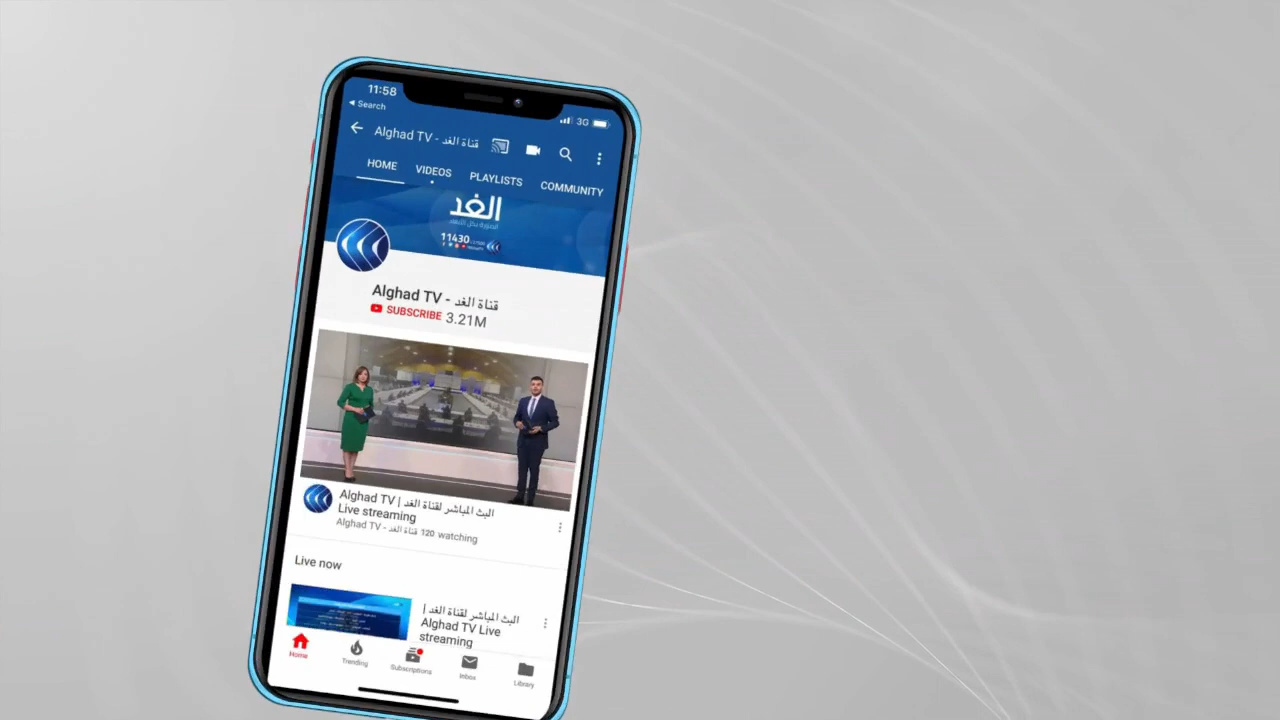 11:58
3G
Search
Alghad TV - قناة الغد
HOME
VIDEOS
PLAYLISTS
COMMUNITY
الغد
11430
Alghad TV - قناة الغد
SUBSCRIBE 3.21M
Alghad TV | البث المباشر لقناة الغد
Live streaming
Alghad TV - قناة الغد 120 watching
Live now
البث المباشر لقناة الغد |
Alghad TV Live
streaming
Home
Trending
Subscriptions
Inbox
Library